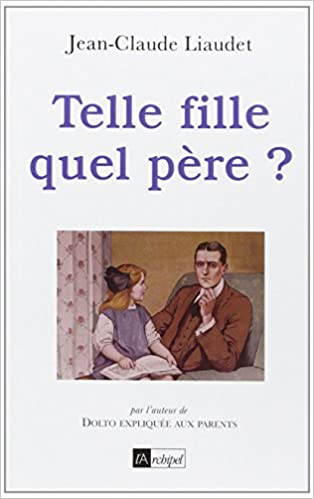 Jean-Claude Liaudet
Telle fille
quel père ?
par l'auteur de
DOLTO EXPLIQUÉE AUX PARENTS
l'Archipel